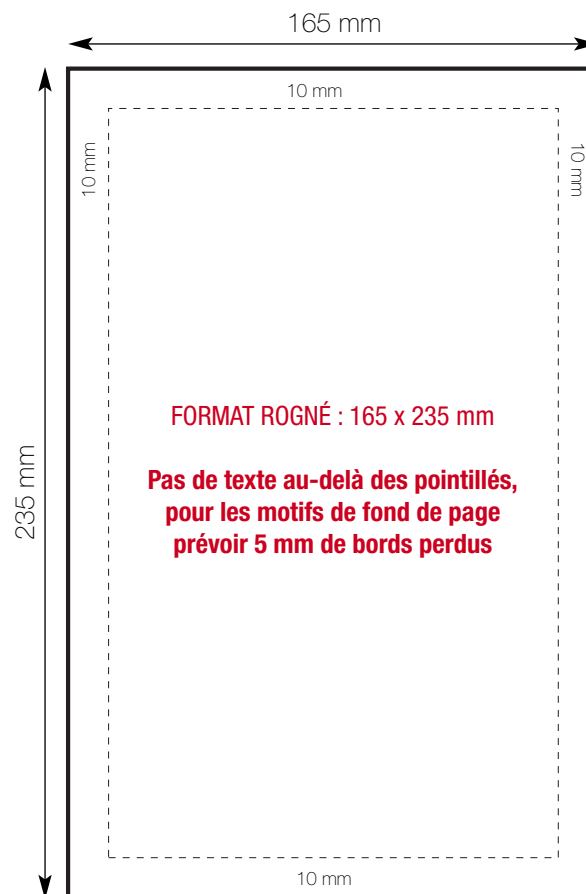 165 mm
10 mm
10 mm
10 mm
235 mm
FORMAT ROGNÉ : 165 x 235 mm
Pas de texte au-delà des pointillés,
pour les motifs de fond de page
prévoir 5 mm de bords perdus
10 mm